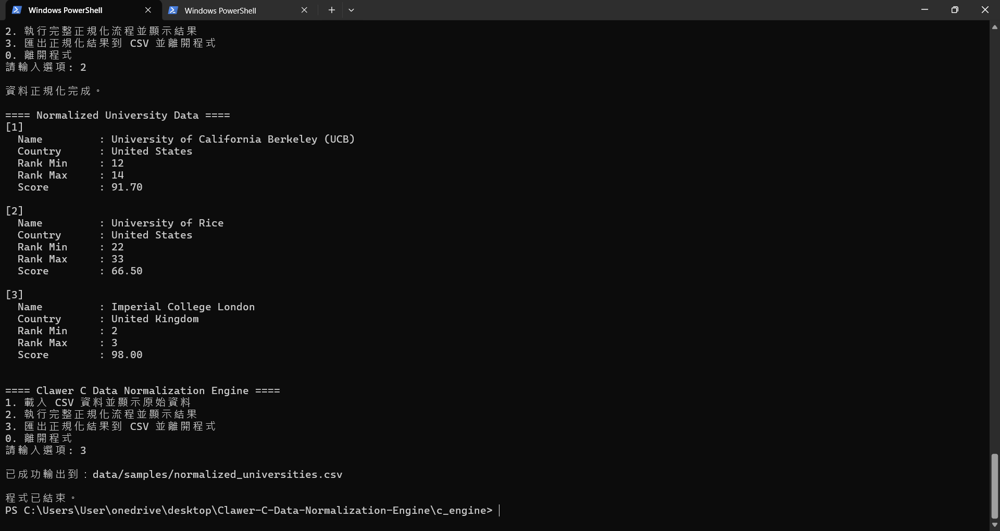 Windows PowerShell
Windows PowerShell
2. 執行完整正規化流程並顯示結果
3. 匯出正規化結果到 CSV 並離開程式
0. 離開程式
請輸入選項: 2
資料正規化完成。
==== Normalized University Data ====
[1]
Name : University of California Berkeley (UCB)
Country : United States
Rank Min : 12
Rank Max : 14
Score : 91.70
[2]
Name : University of Rice
Country : United States
Rank Min : 22
Rank Max : 33
Score : 66.50
[3]
Name : Imperial College London
Country : United Kingdom
Rank Min : 2
Rank Max : 3
Score : 98.00
==== Clawer C Data Normalization Engine ====
1. 載入 CSV 資料並顯示原始資料
2. 執行完整正規化流程並顯示結果
3. 匯出正規化結果到 CSV 並離開程式
0. 離開程式
請輸入選項: 3
已成功輸出到：data/samples/normalized_universities.csv
程式已結束。
PS C:\Users\User\onedrive\desktop\Clawer-C-Data-Normalization-Engine\c_engine>